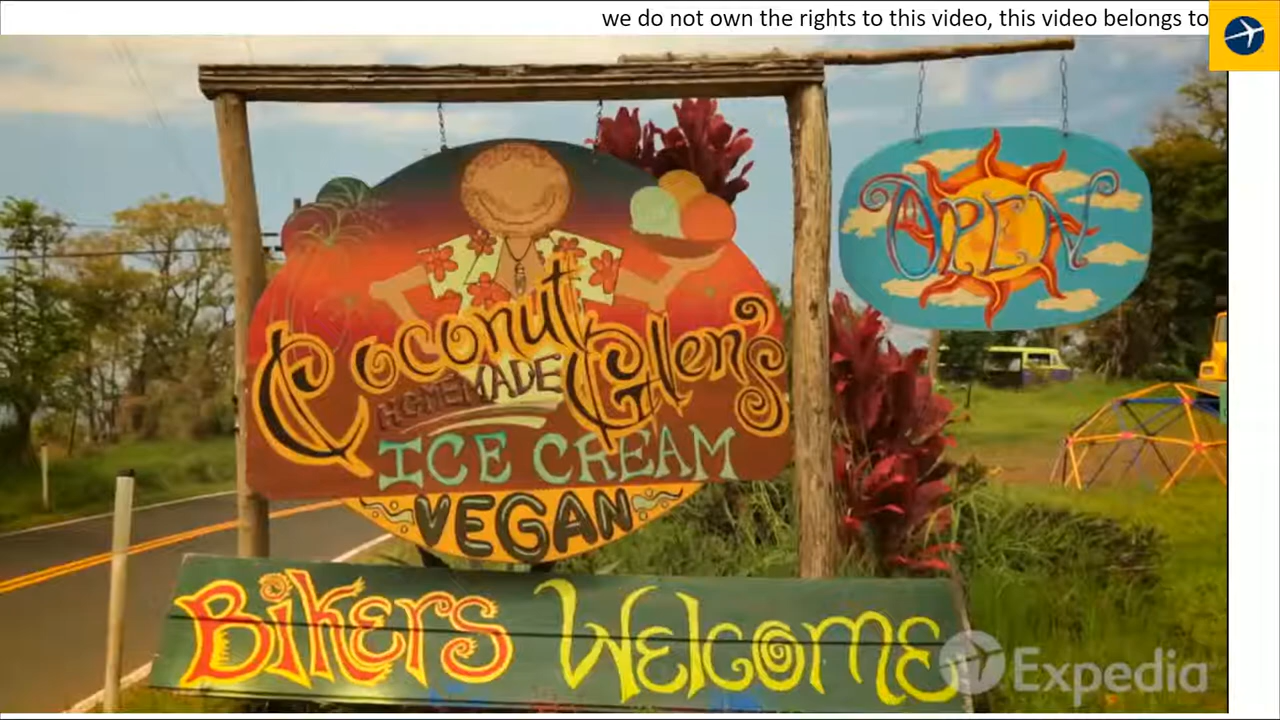 we do not own the rights to this video, this video belongs to
OPEN
Coconut Glen's
HOMEMADE
ICE CREAM
VEGAN
BikERS WELCOME
Expedia